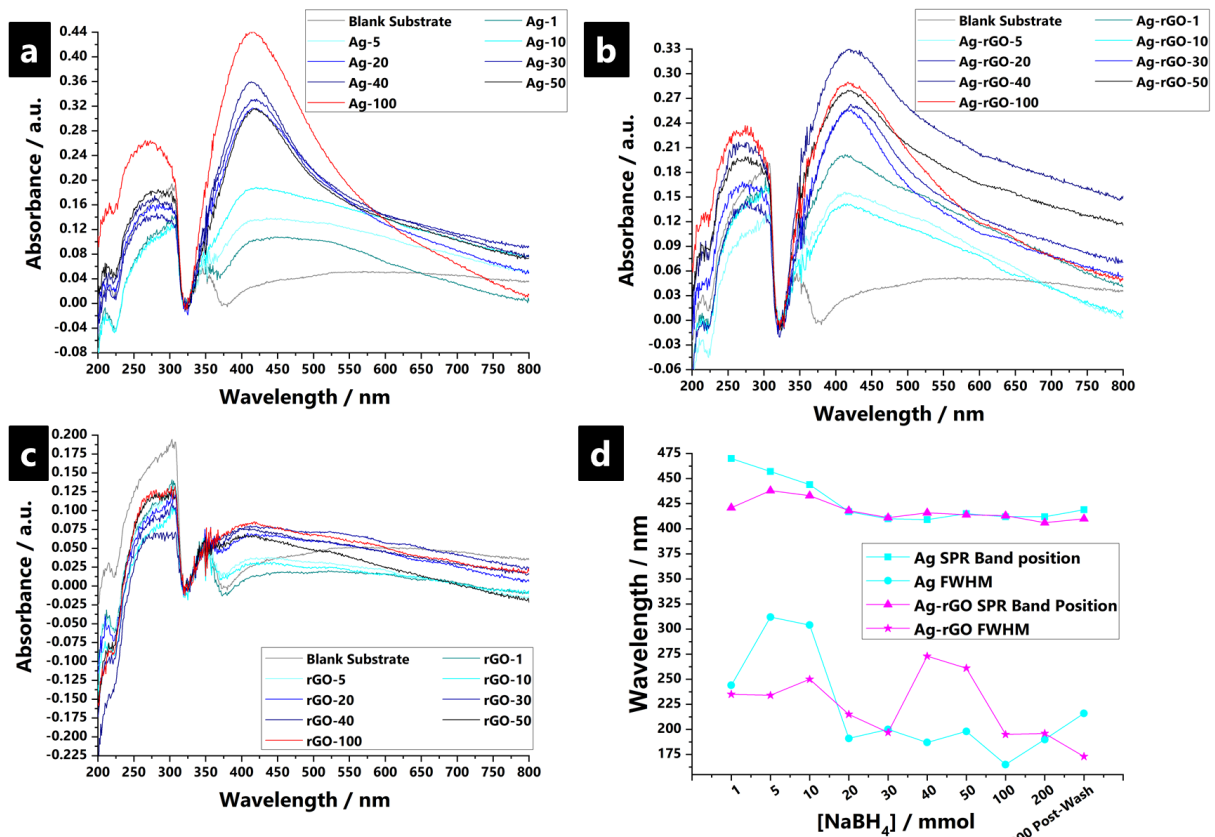 a
Absorbance / a.u.
0.44
0.40
0.36
0.32
0.28
0.24
0.20
0.16
0.12
0.08
0.04
0.00
-0.04
-0.08
200 250 300 350 400 450 500 550 600 650 700 750 800
Wavelength / nm
Blank Substrate Ag-1
Ag-5 Ag-10
Ag-20 Ag-30
Ag-40 Ag-50
Ag-100
b
Absorbance / a.u.
0.33
0.30
0.27
0.24
0.21
0.18
0.15
0.12
0.09
0.06
0.03
0.00
-0.03
-0.06
200 250 300 350 400 450 500 550 600 650 700 750 800
Wavelength / nm
Blank Substrate Ag-rGO-1
Ag-rGO-5 Ag-rGO-10
Ag-rGO-20 Ag-rGO-30
Ag-rGO-40 Ag-rGO-50
Ag-rGO-100
c
Absorbance / a.u.
0.200
0.175
0.150
0.125
0.100
0.075
0.050
0.025
0.000
-0.025
-0.050
-0.075
-0.100
-0.125
-0.150
-0.175
-0.200
-0.225
200 250 300 350 400 450 500 550 600 650 700 750 800
Wavelength / nm
Blank Substrate rGO-1
rGO-5 rGO-10
rGO-20 rGO-30
rGO-40 rGO-50
rGO-100
d
Wavelength / nm
475
450
425
400
375
350
325
300
275
250
225
200
175
1 5 10 20 30 40 50 100 200 00 Post-Wash
[NaBH₄] / mmol
Ag SPR Band position
Ag FWHM
Ag-rGO SPR Band Position
Ag-rGO FWHM